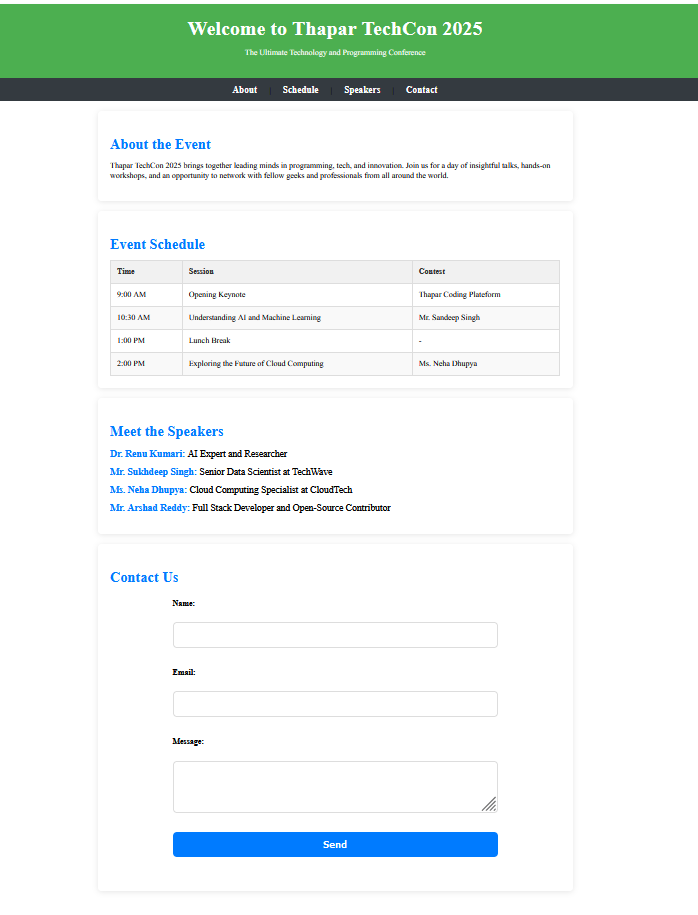 Welcome to Thapar TechCon 2025
The Ultimate Technology and Programming Conference
About | Schedule | Speakers | Contact
About the Event
Thapar TechCon 2025 brings together leading minds in programming, tech, and innovation. Join us for a day of insightful talks, hands-on
workshops, and an opportunity to network with fellow geeks and professionals from all around the world.
Event Schedule
Time Session Contest
9:00 AM Opening Keynote Thapar Coding Plateform
10:30 AM Understanding AI and Machine Learning Mr. Sandeep Singh
1:00 PM Lunch Break -
2:00 PM Exploring the Future of Cloud Computing Ms. Neha Dhupya
Meet the Speakers
Dr. Renu Kumari: AI Expert and Researcher
Mr. Sukhdeep Singh: Senior Data Scientist at TechWave
Ms. Neha Dhupya: Cloud Computing Specialist at CloudTech
Mr. Arshad Reddy: Full Stack Developer and Open-Source Contributor
Contact Us
Name:
Email:
Message:
Send